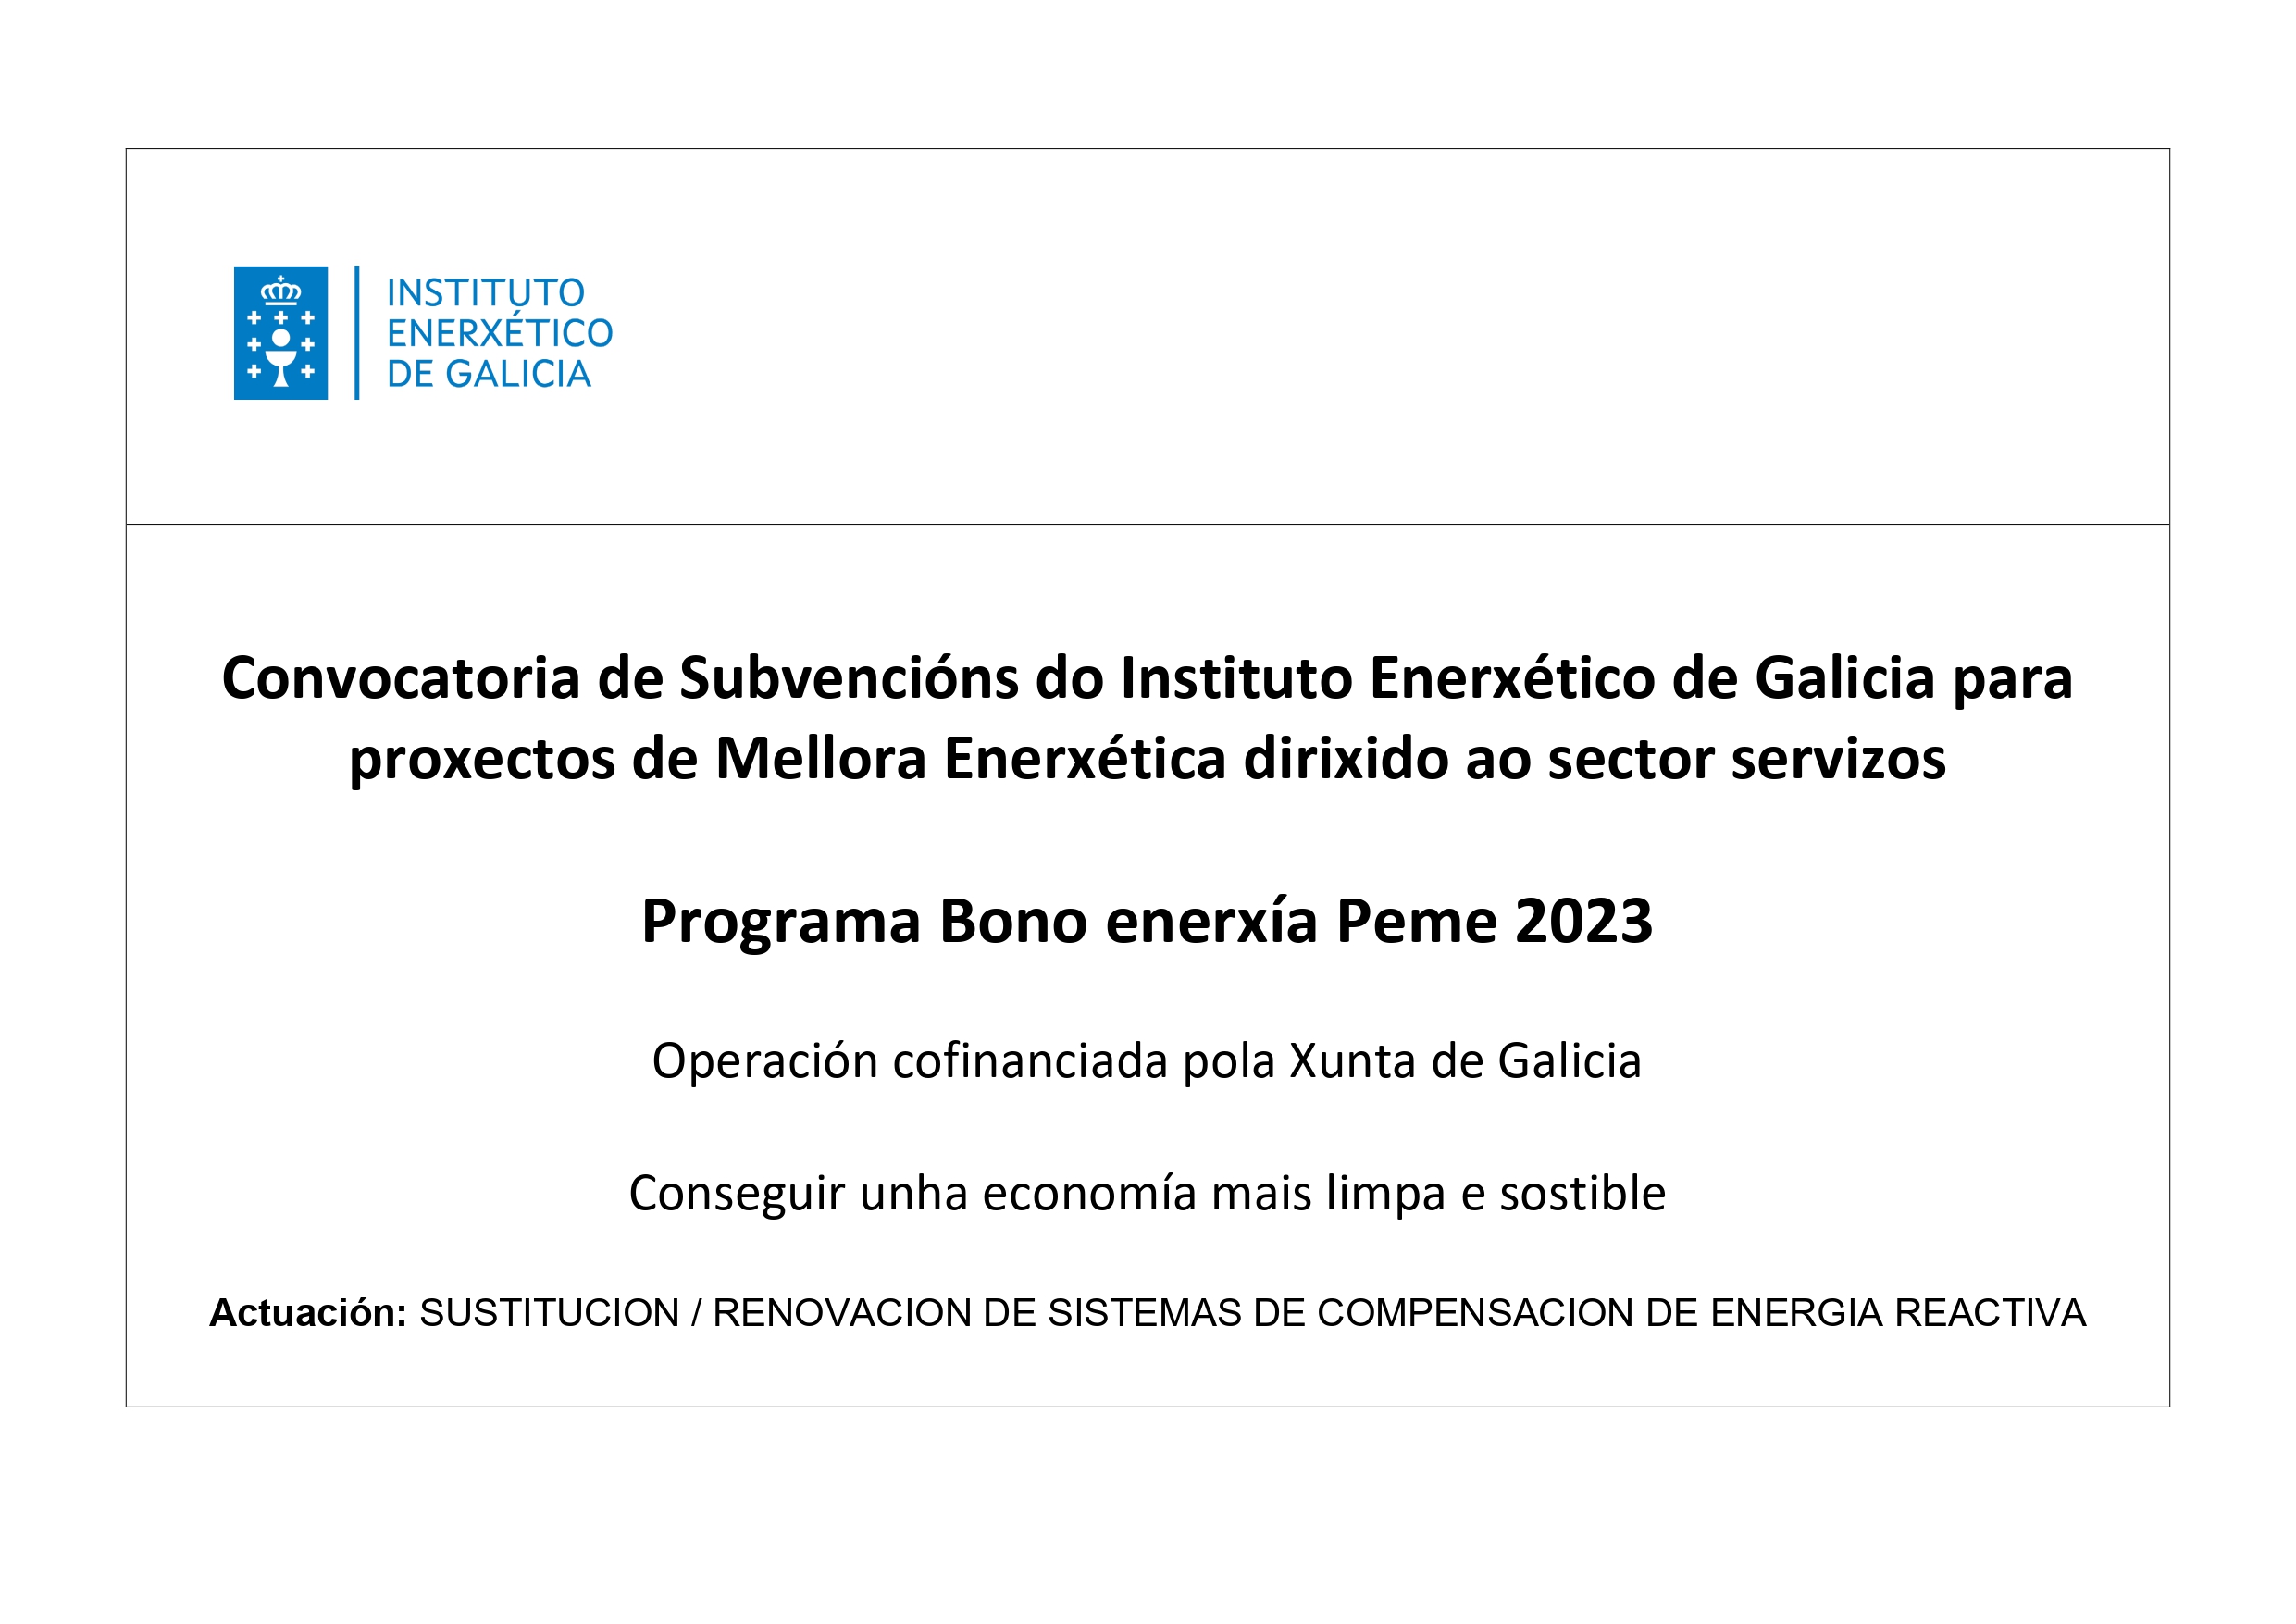 INSTITUTO
ENERXÉTICO
DE GALICIA
Convocatoria de Subvencións do Instituto Enerxético de Galicia para
proxectos de Mellora Enerxética dirixido ao sector servizos
Programa Bono enerxía Peme 2023
Operación cofinanciada pola Xunta de Galicia
Conseguir unha economía mais limpa e sostible
Actuación: SUSTITUCION / RENOVACION DE SISTEMAS DE COMPENSACION DE ENERGIA REACTIVA